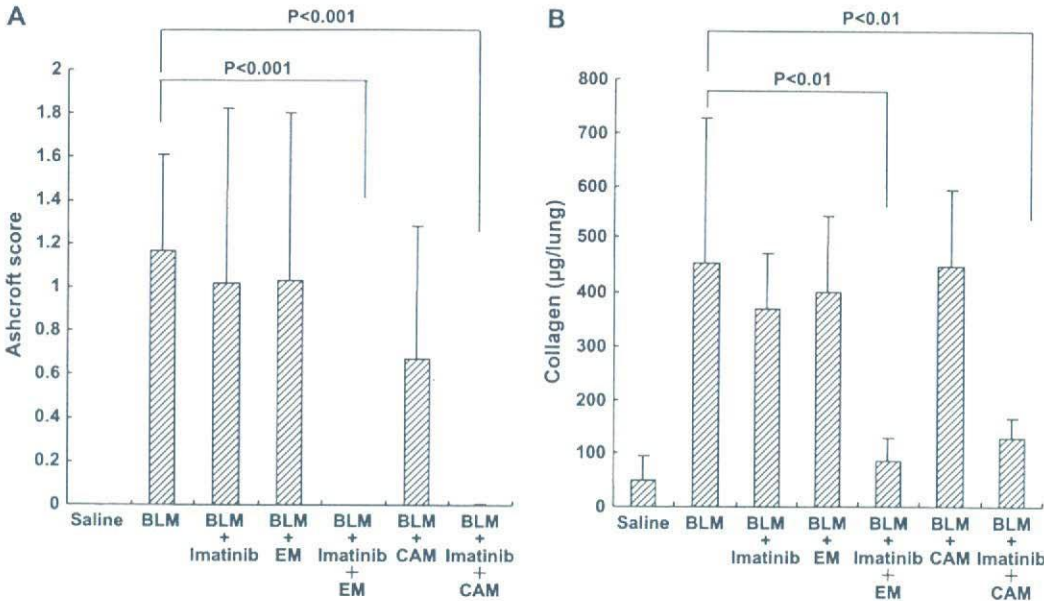 A
P<0.001
P<0.001
2
1.8
1.6
1.4
1.2
1
0.8
0.6
0.4
0.2
0
Ashcroft score
Saline
BLM
BLM
+
Imatinib
BLM
+
EM
BLM
+
Imatinib
+
EM
BLM
+
CAM
BLM
+
Imatinib
+
CAM
B
P<0.01
P<0.01
800
700
600
500
400
300
200
100
0
Collagen (µg/lung)
Saline
BLM
BLM
+
Imatinib
BLM
+
EM
BLM
+
Imatinib
+
EM
BLM
+
CAM
BLM
+
Imatinib
+
CAM